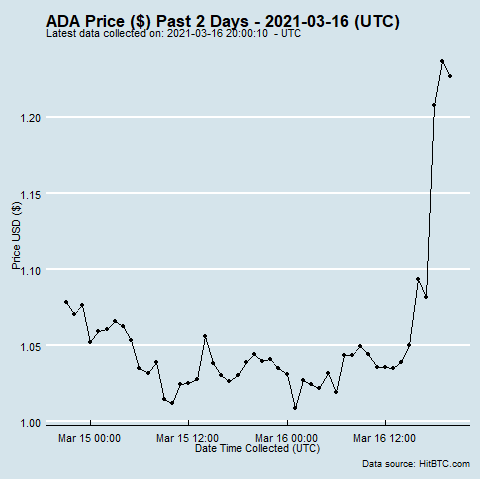 ADA Price ($) Past 2 Days - 2021-03-16 (UTC)
Latest data collected on: 2021-03-16 20:00:10 - UTC
1.20
1.15
1.10
1.05
1.00
Price USD ($)
Mar 15 00:00 Mar 15 12:00 Mar 16 00:00 Mar 16 12:00
Date Time Collected (UTC)
Data source: HitBTC.com